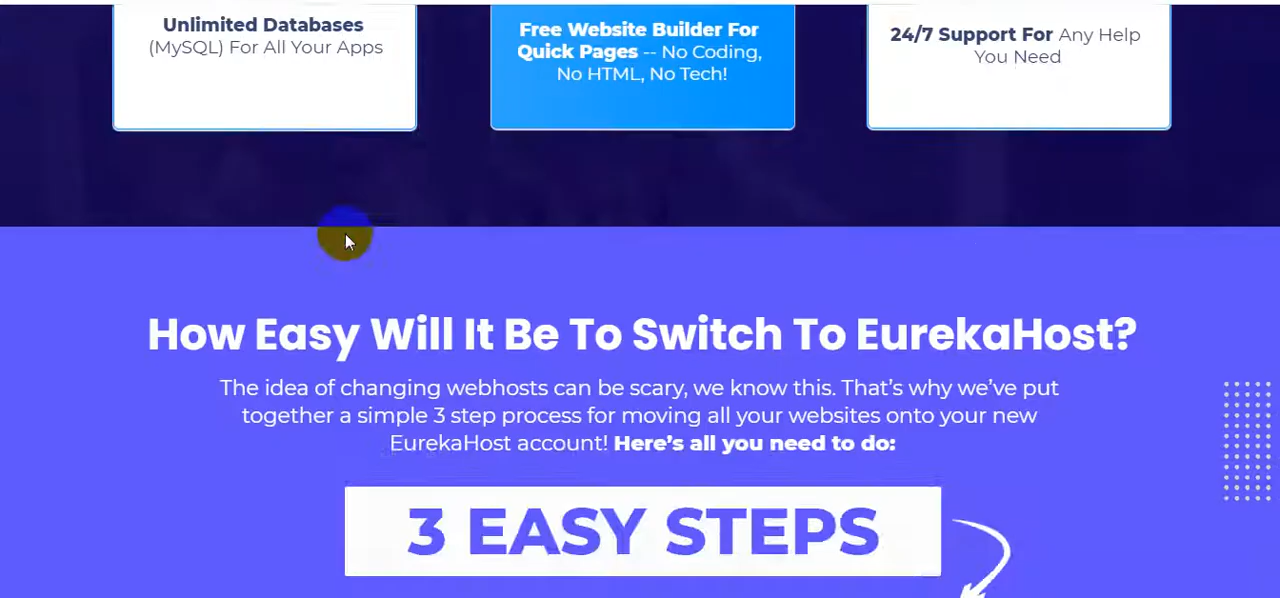 Unlimited Databases
(MySQL) For All Your Apps
Free Website Builder For
Quick Pages -- No Coding,
No HTML, No Tech!
24/7 Support For Any Help
You Need
How Easy Will It Be To Switch To EurekaHost?
The idea of changing webhosts can be scary, we know this. That’s why we’ve put
together a simple 3 step process for moving all your websites onto your new
EurekaHost account! Here’s all you need to do:
3 EASY STEPS